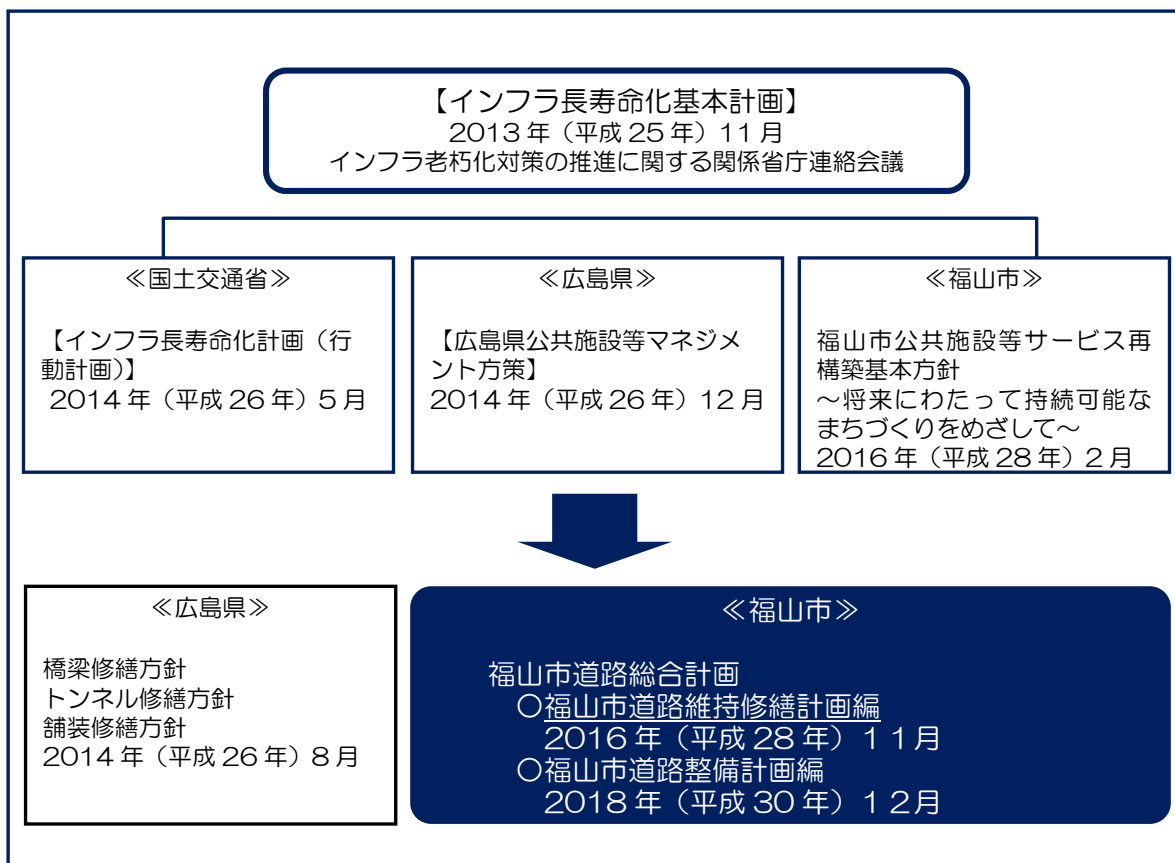 【インフラ長寿命化基本計画】
2013年（平成25年）11月
インフラ老朽化対策の推進に関する関係省庁連絡会議
≪国土交通省≫
【インフラ長寿命化計画（行
動計画)】
2014年（平成26年）5月
≪広島県≫
【広島県公共施設等マネジメ
ント方策】
2014年（平成26年）12月
≪福山市≫
福山市公共施設等サービス再
構築基本方針
～将来にわたって持続可能な
まちづくりをめざして～
2016年（平成28年）2月
≪広島県≫
橋梁修繕方針
トンネル修繕方針
舗装修繕方針
2014年（平成26年）8月
≪福山市≫
福山市道路総合計画
○福山市道路維持修繕計画編
2016年（平成28年）11月
○福山市道路整備計画編
2018年（平成30年）12月